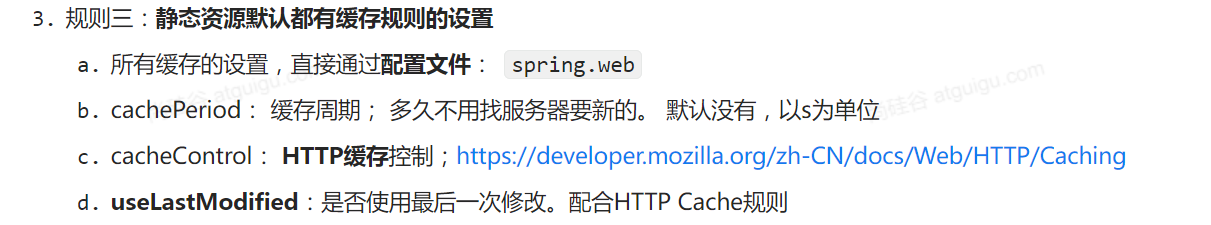 3. 规则三：静态资源默认都有缓存规则的设置
a. 所有缓存的设置，直接通过配置文件： spring.web
b. cachePeriod： 缓存周期； 多久不用找服务器要新的。 默认没有，以s为单位
c. cacheControl： HTTP缓存控制；https://developer.mozilla.org/zh-CN/docs/Web/HTTP/Caching
d. useLastModified：是否使用最后一次修改。配合HTTP Cache规则
硅谷 atguigu.com